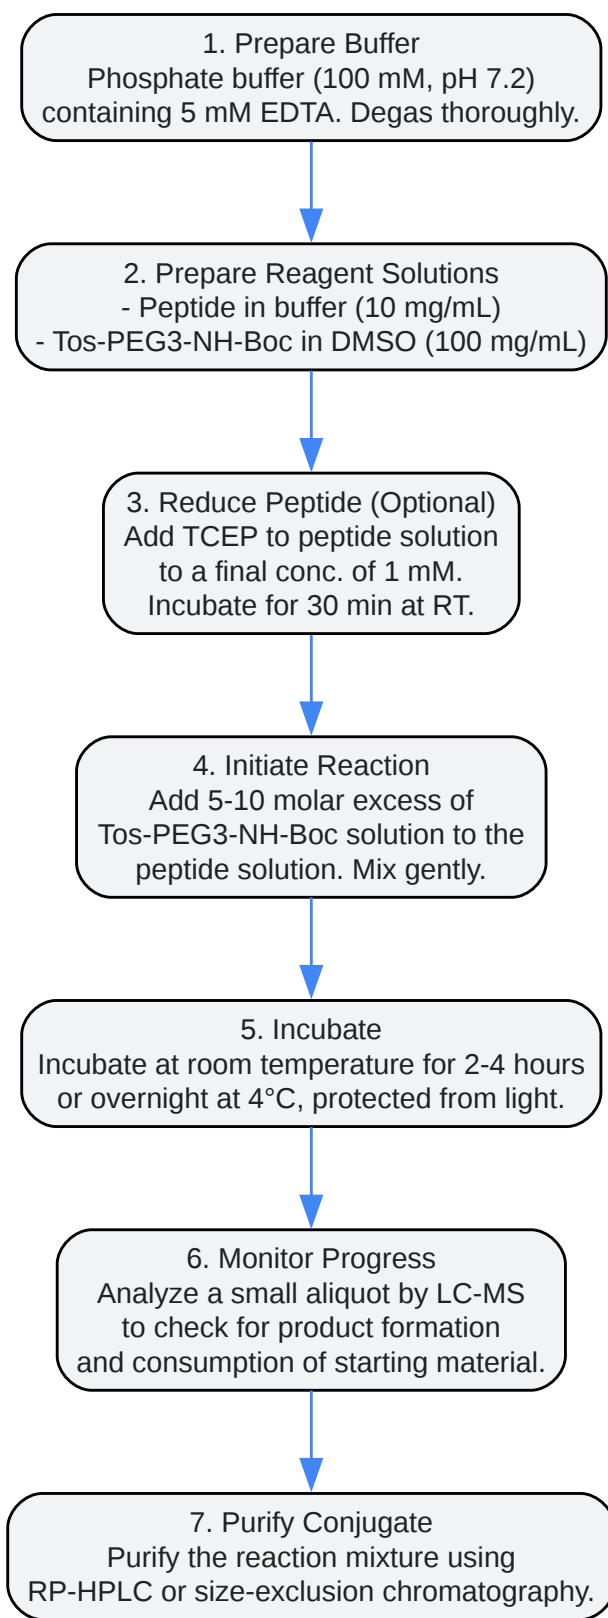 1. Prepare Buffer
Phosphate buffer (100 mM, pH 7.2)
containing 5 mM EDTA. Degas thoroughly.
2. Prepare Reagent Solutions
- Peptide in buffer (10 mg/mL)
- Tos-PEG3-NH-Boc in DMSO (100 mg/mL)
3. Reduce Peptide (Optional)
Add TCEP to peptide solution
to a final conc. of 1 mM.
Incubate for 30 min at RT.
4. Initiate Reaction
Add 5-10 molar excess of
Tos-PEG3-NH-Boc solution to the
peptide solution. Mix gently.
5. Incubate
Incubate at room temperature for 2-4 hours
or overnight at 4°C, protected from light.
6. Monitor Progress
Analyze a small aliquot by LC-MS
to check for product formation
and consumption of starting material.
7. Purify Conjugate
Purify the reaction mixture using
RP-HPLC or size-exclusion chromatography.